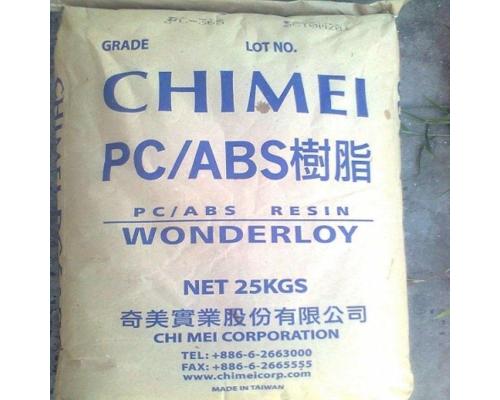 PC-365
GRADE LOT NO.
CHIMEI
PC/ABS樹脂
PC/ABS RESIN
WONDERLOY
NET 25KGS
奇美實業股份有限公司
CHI MEI CORPORATION
TEL: +886-6-2663000
FAX: +886-6-2665555
www.chimeicorp.com
MADE IN TAIWAN